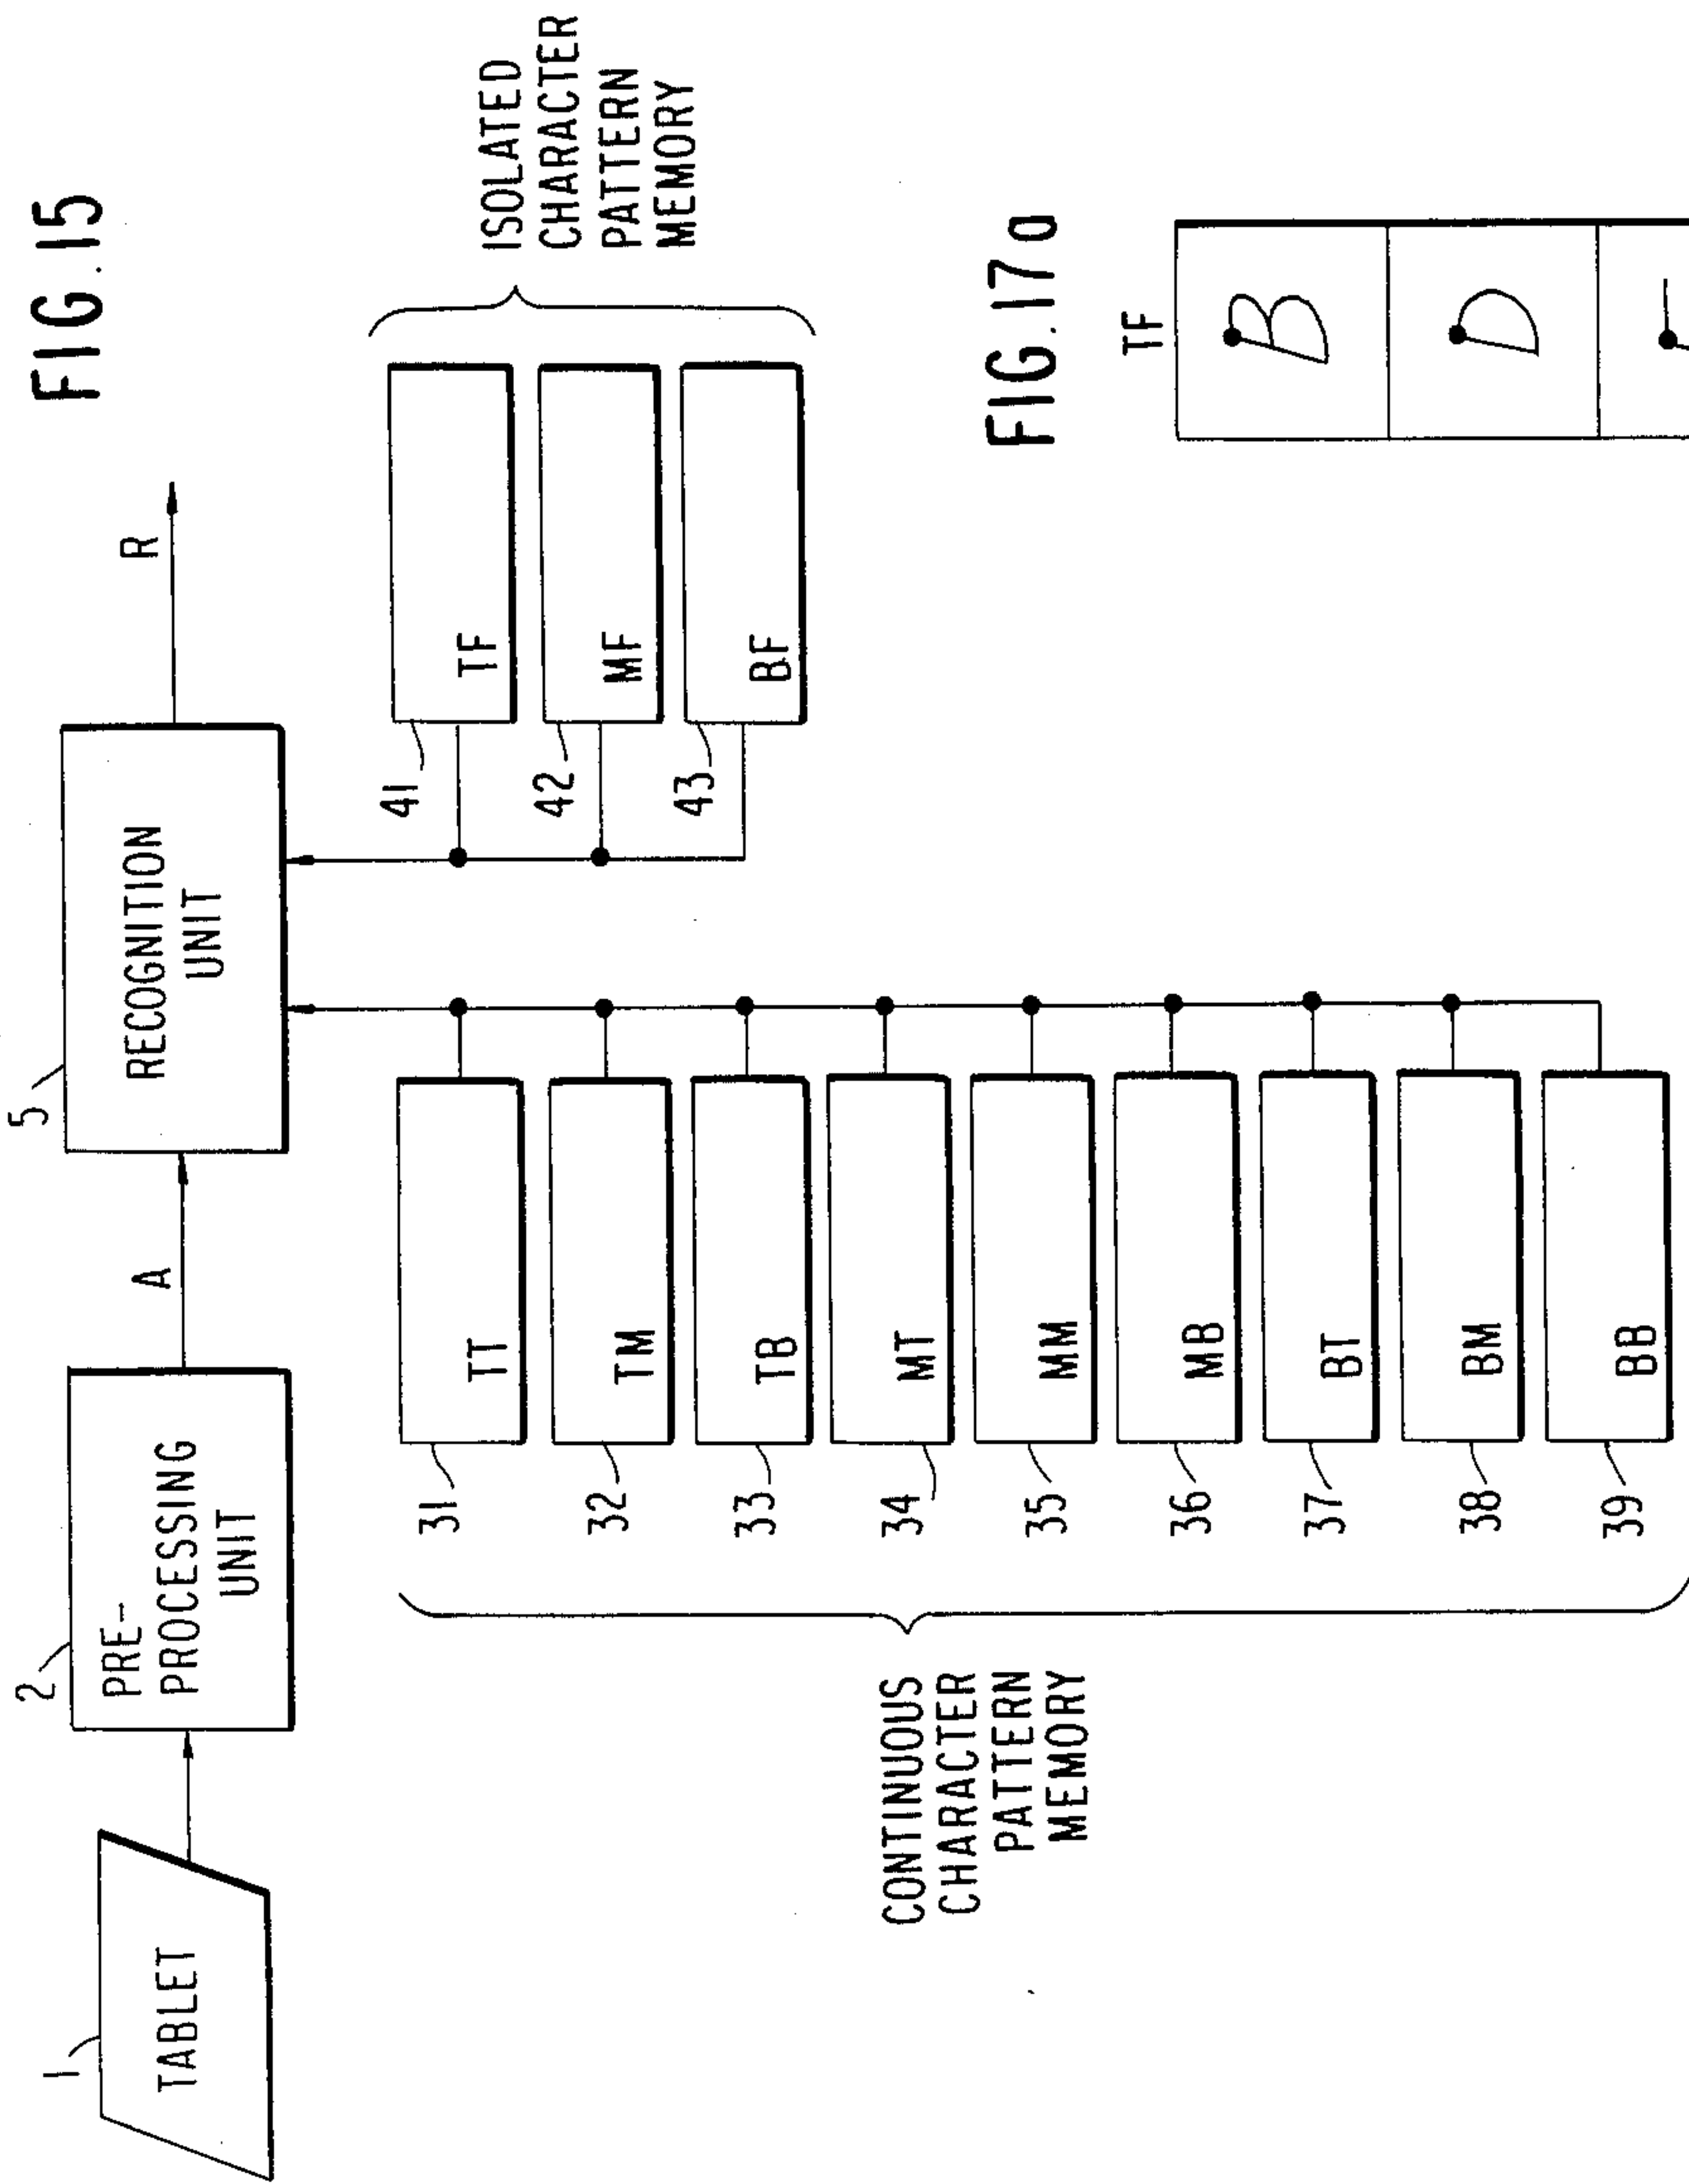 FIG. 15
1
TABLET
2
PRE-
PROCESSING
UNIT
A
5
RECOGNITION
UNIT
R
CONTINUOUS
CHARACTER
PATTERN
MEMORY
31
TT
32
TM
33
TB
34
MT
35
MM
36
MB
37
BT
38
BM
39
BB
41
TF
42
MF
43
BF
ISOLATED
CHARACTER
PATTERN
MEMORY
FIG. 17a
TF
B
D